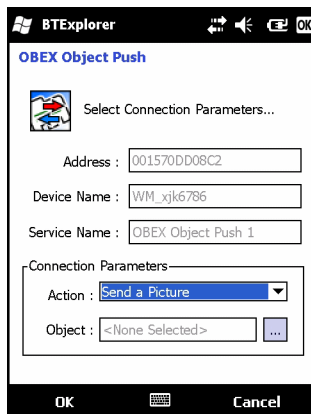 BTExplorer OK
OBEX Object Push
Select Connection Parameters...
Address : 001570DD08C2
Device Name : WM_xjk6786
Service Name : OBEX Object Push 1
Connection Parameters
Action : Send a Picture
Object : <None Selected> ...
OK Cancel